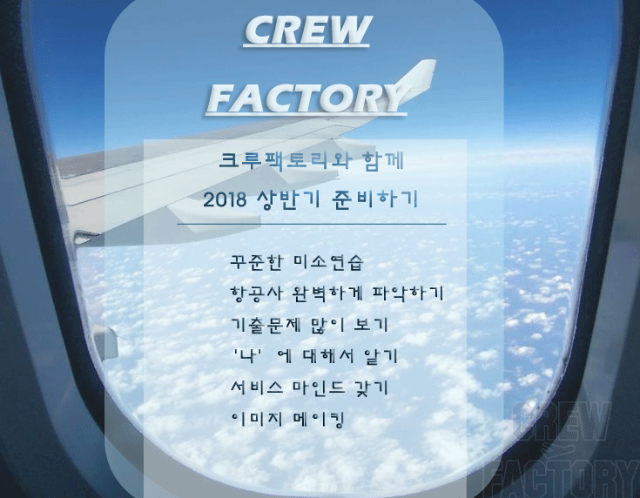 CREW
FACTORY
크루팩토리와 함께
2018 상반기 준비하기
꾸준한 미소연습
항공사 완벽하게 파악하기
기출문제 많이 보기
'나' 에 대해서 알기
서비스 마인드 갖기
이미지 메이킹
CREW
FACTORY